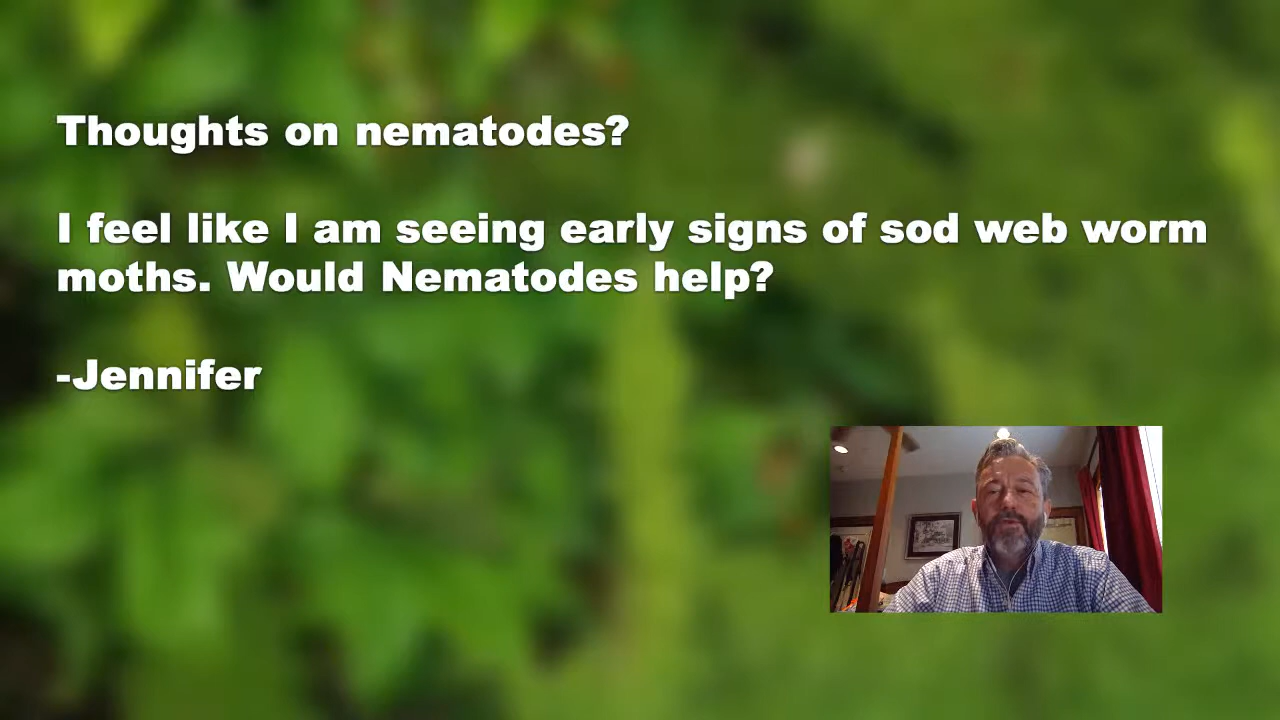 Thoughts on nematodes?
I feel like I am seeing early signs of sod web worm
moths. Would Nematodes help?
-Jennifer